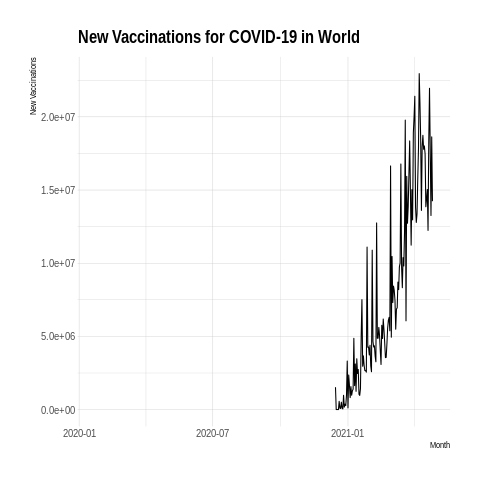 New Vaccinations for COVID-19 in World
New Vaccinations
2.0e+07
1.5e+07
1.0e+07
5.0e+06
0.0e+00
2020-01
2020-07
2021-01
Month